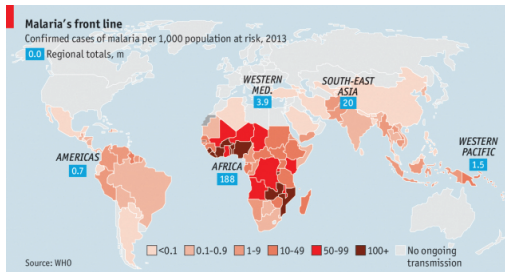 Malaria's front line
Confirmed cases of malaria per 1,000 population at risk, 2013
0.0 Regional totals, m
WESTERN
MED.
3.9
SOUTH-EAST
ASIA
20
WESTERN
PACIFIC
1.5
AMERICAS
0.7
AFRICA
188
<0.1 0.1-0.9 1-9 10-49 50-99 100+ No ongoing
transmission
Source: WHO